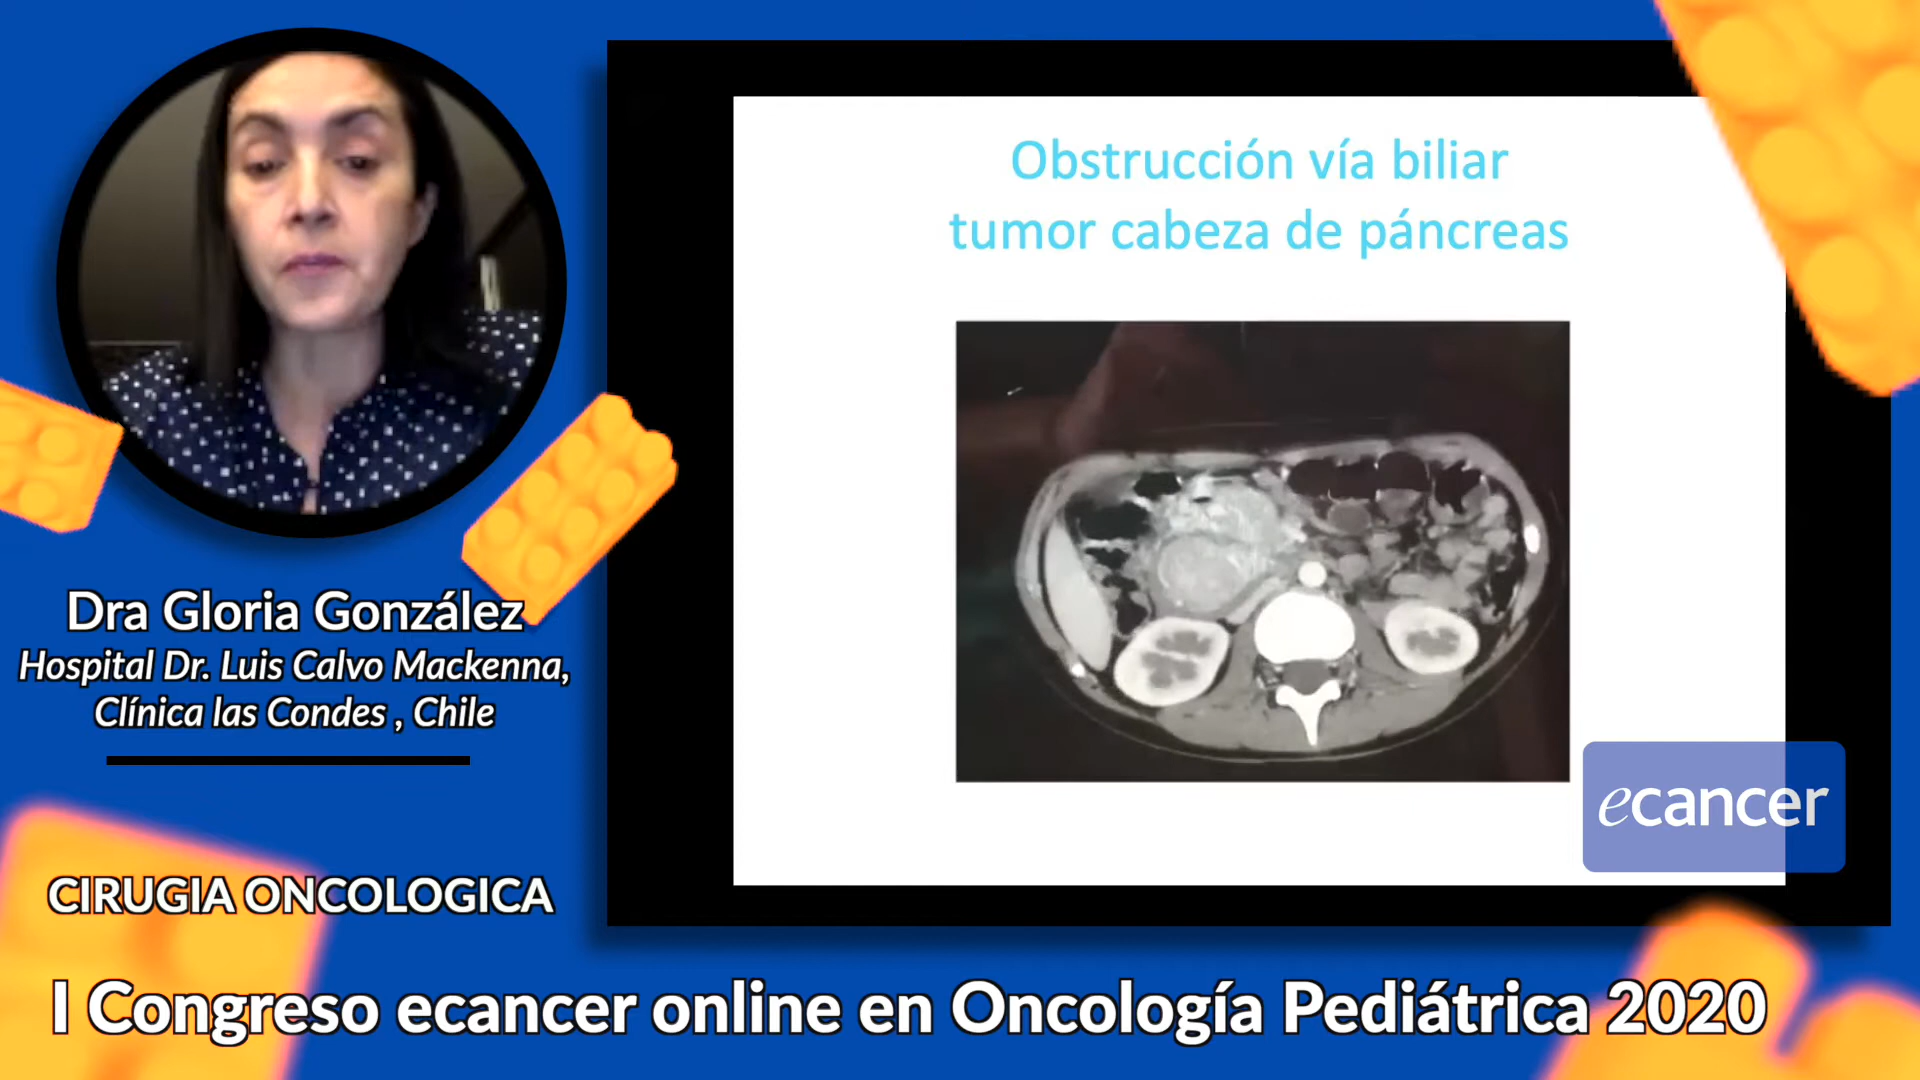 Obstrucción vía biliar
tumor cabeza de páncreas
ecancer
Dra Gloria González
Hospital Dr. Luis Calvo Mackenna,
Clínica las Condes , Chile
CIRUGIA ONCOLOGICA
I Congreso ecancer online en Oncología Pediátrica 2020